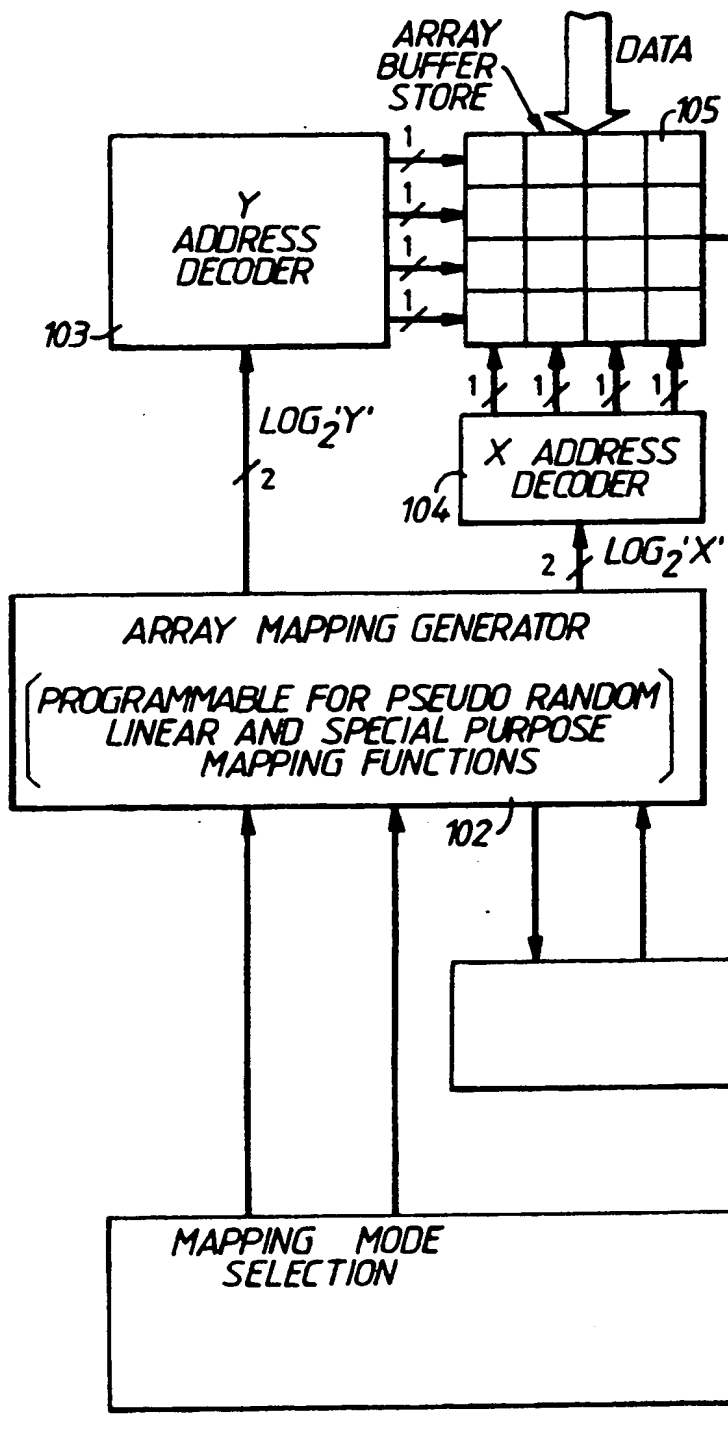 ARRAY
BUFFER
STORE
DATA
105
1
1
1
1
Y
ADDRESS
DECODER
103
LOG2'Y'
2
1
1
1
1
X ADDRESS
DECODER
104
2
LOG2'X'
ARRAY MAPPING GENERATOR
(PROGRAMMABLE FOR PSEUDO RANDOM
LINEAR AND SPECIAL PURPOSE
MAPPING FUNCTIONS)
102
MAPPING MODE
SELECTION